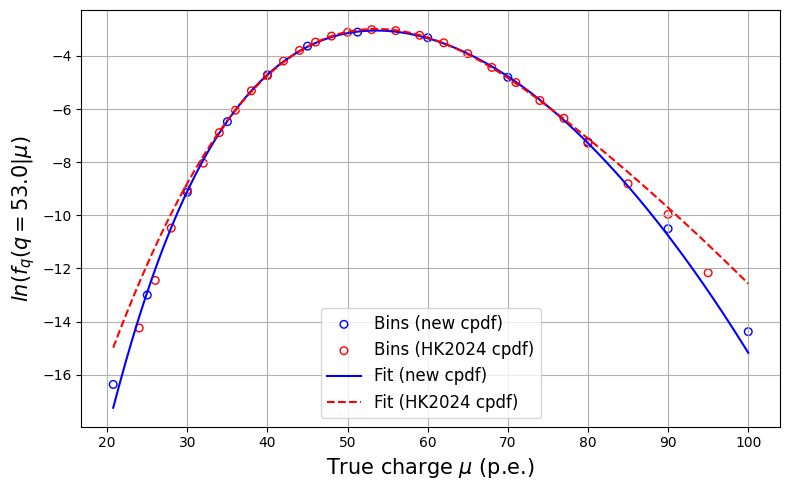 ln(f_q(q = 53.0|μ)
−4
−6
−8
−10
−12
−14
−16
Bins (new cpdf)
Bins (HK2024 cpdf)
Fit (new cpdf)
Fit (HK2024 cpdf)
20 30 40 50 60 70 80 90 100
True charge μ (p.e.)